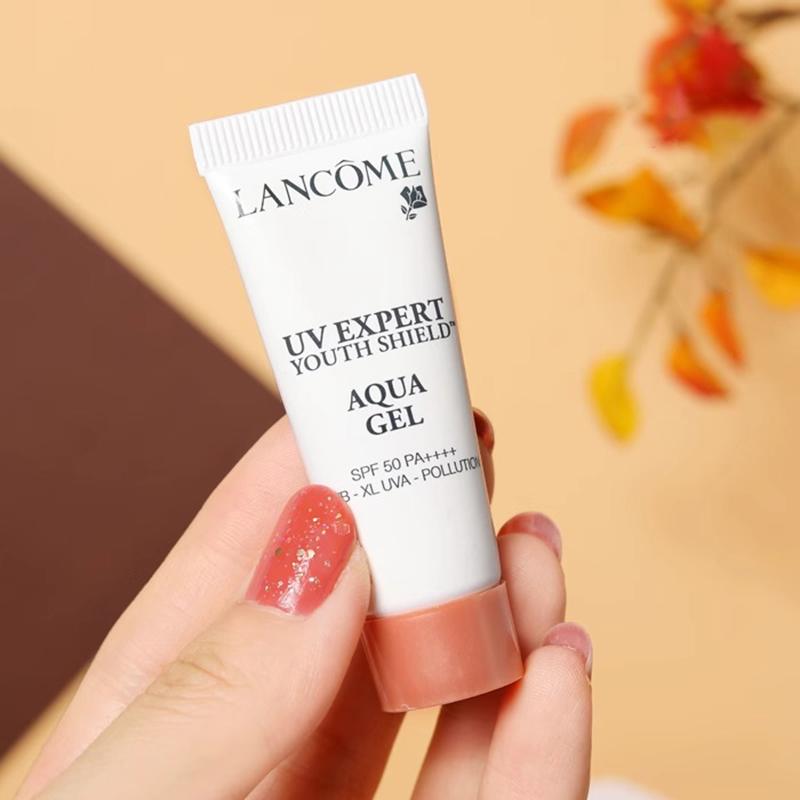 LANCÔME
UV EXPERT
YOUTH SHIELD™
AQUA
GEL
SPF 50 PA++++
- XL UVA - POLLUTION